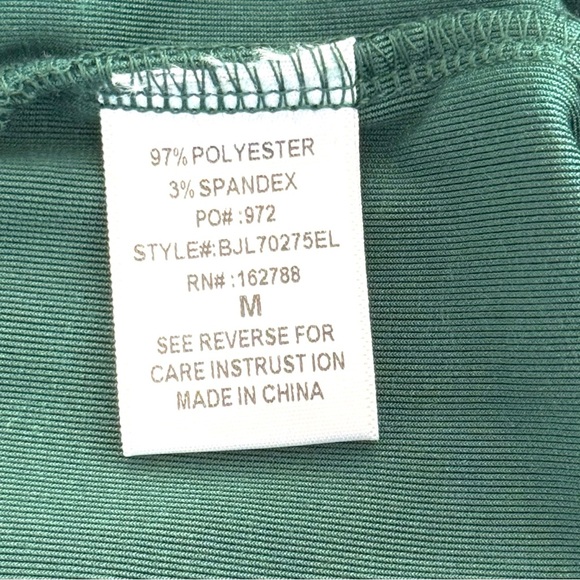 97% POLYESTER
3% SPANDEX
PO# :972
STYLE#:BJL70275EL
RN# :162788
M
SEE REVERSE FOR
CARE INSTRUSTION
MADE IN CHINA